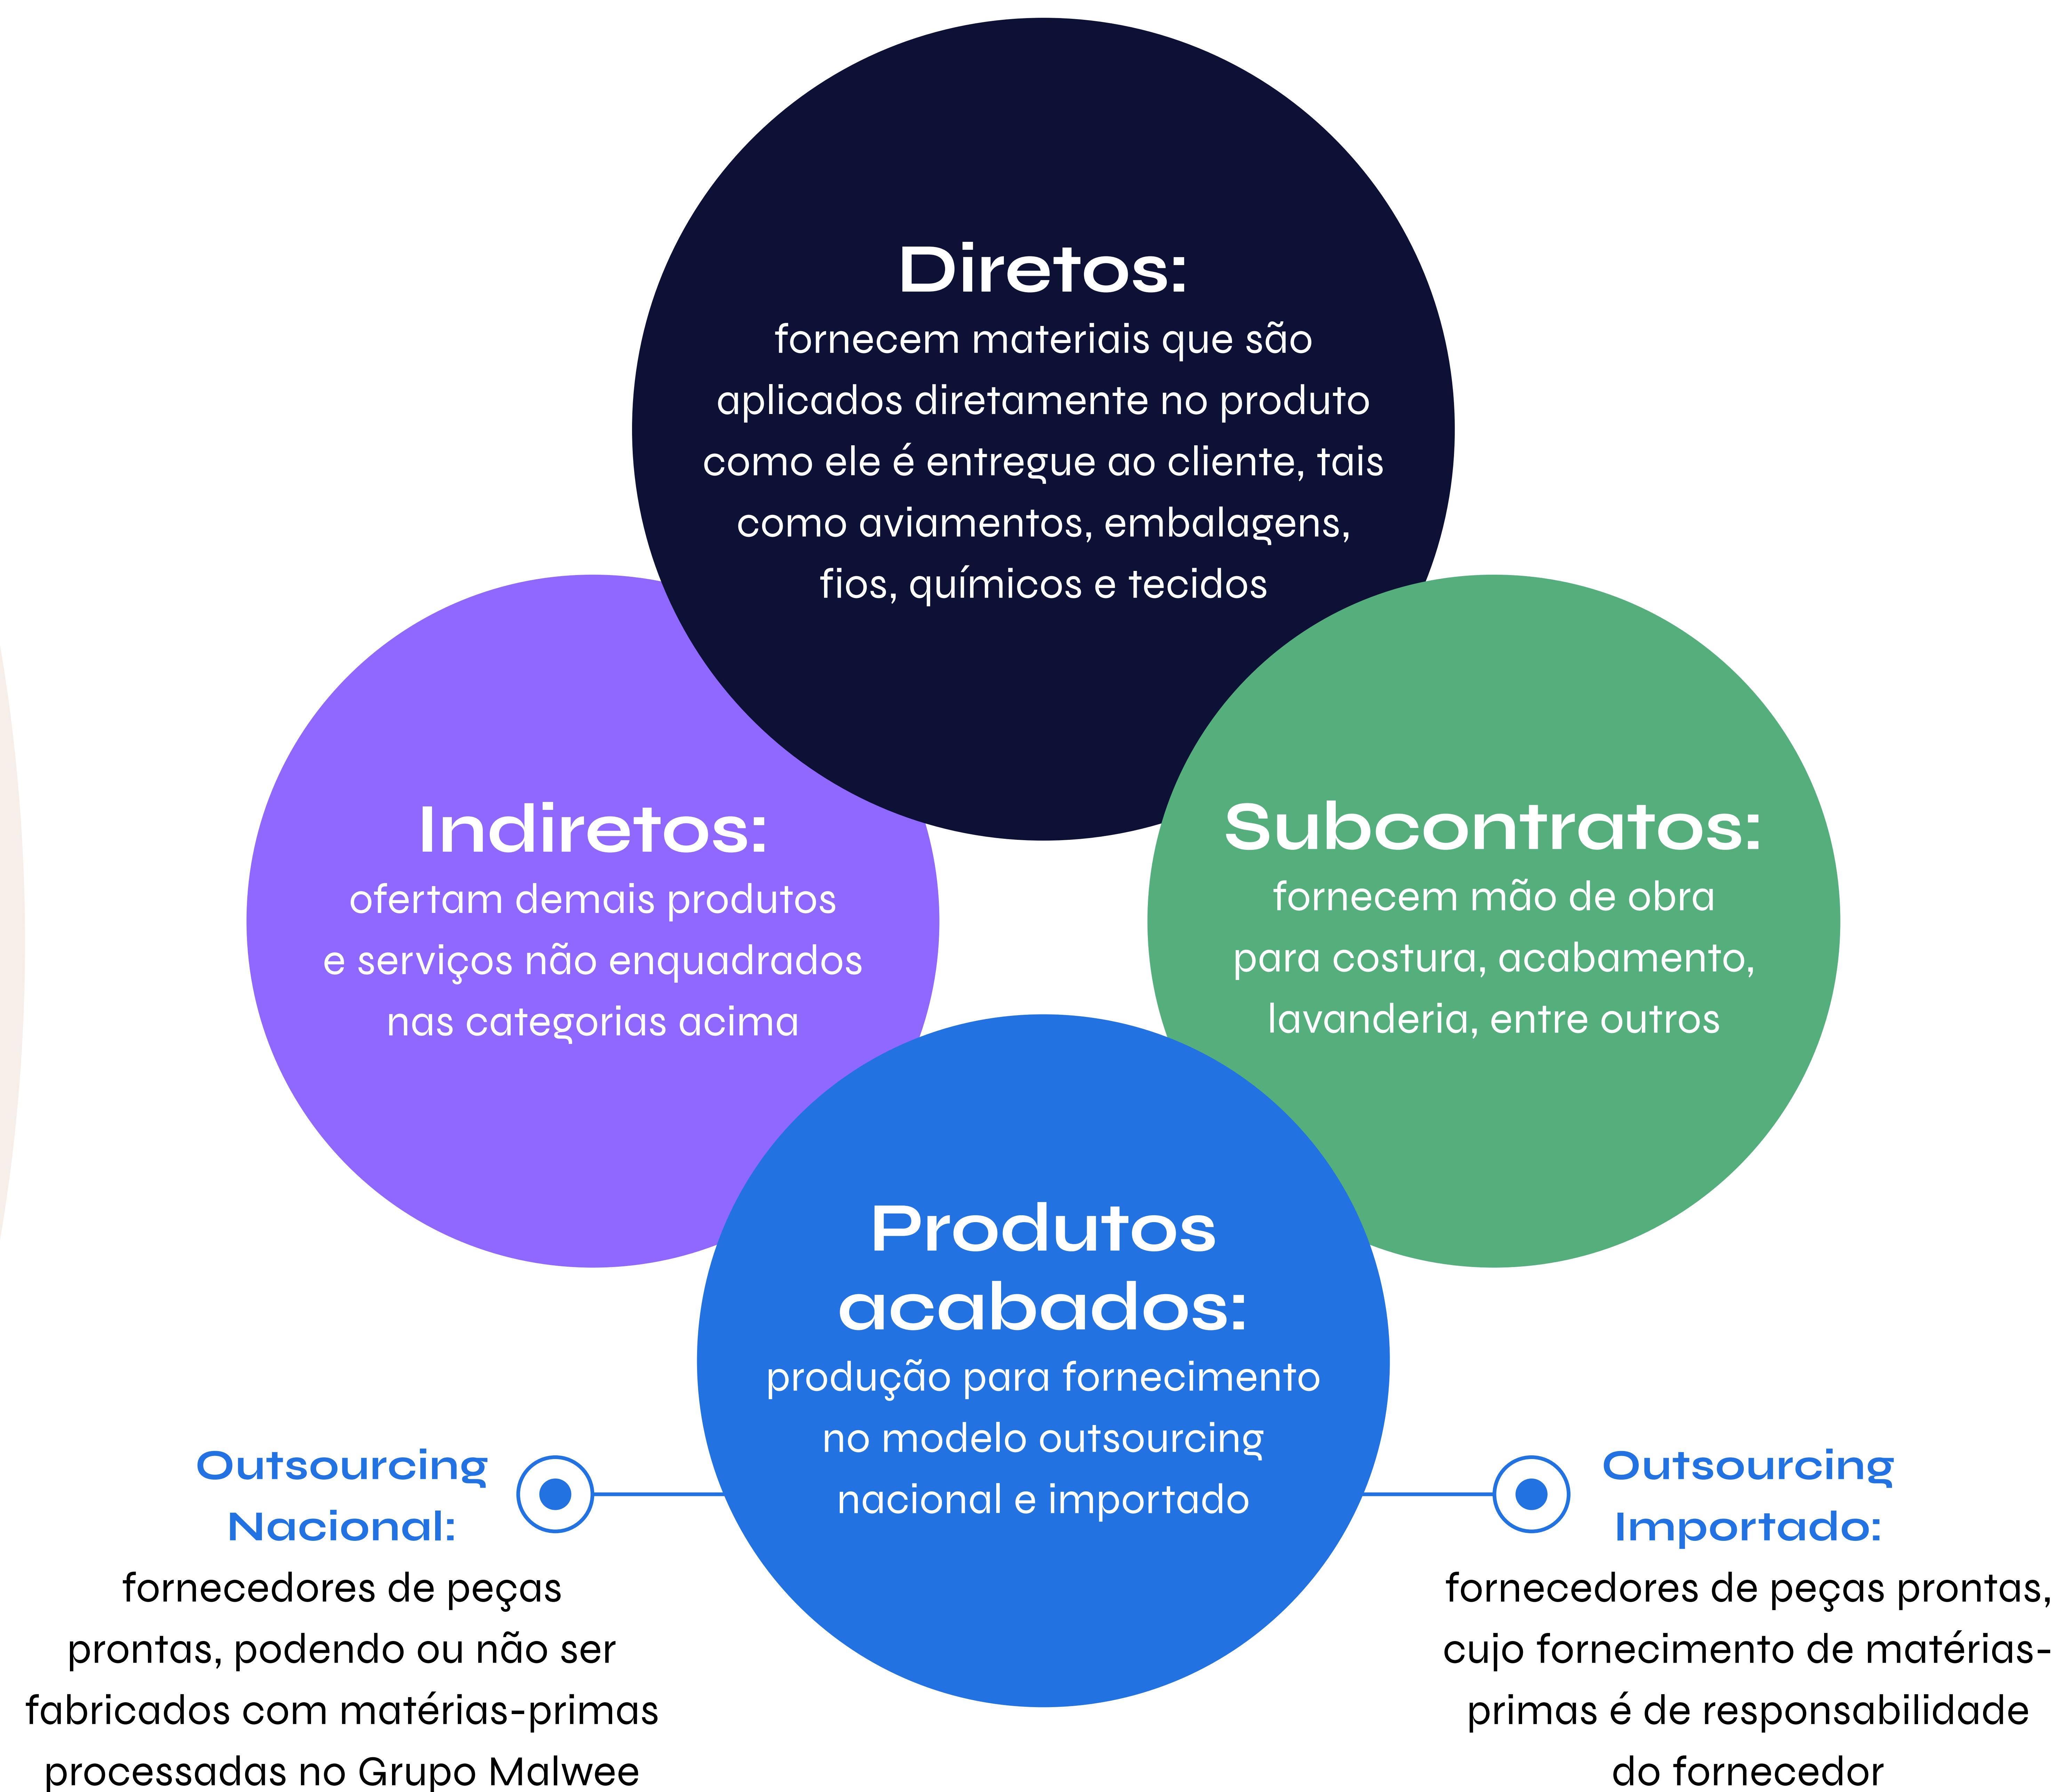 Diretos:
fornecem materiais que são
aplicados diretamente no produto
como ele é entregue ao cliente, tais
como aviamentos, embalagens,
fios, químicos e tecidos
Indiretos:
ofertam demais produtos
e serviços não enquadrados
nas categorias acima
Subcontratos:
fornecem mão de obra
para costura, acabamento,
lavanderia, entre outros
Produtos
acabados:
produção para fornecimento
no modelo outsourcing
nacional e importado
Outsourcing
Nacional:
fornecedores de peças
prontas, podendo ou não ser
fabricados com matérias-primas
processadas no Grupo Malwee
Outsourcing
Importado:
fornecedores de peças prontas,
cujo fornecimento de matérias-
primas é de responsabilidade
do fornecedor